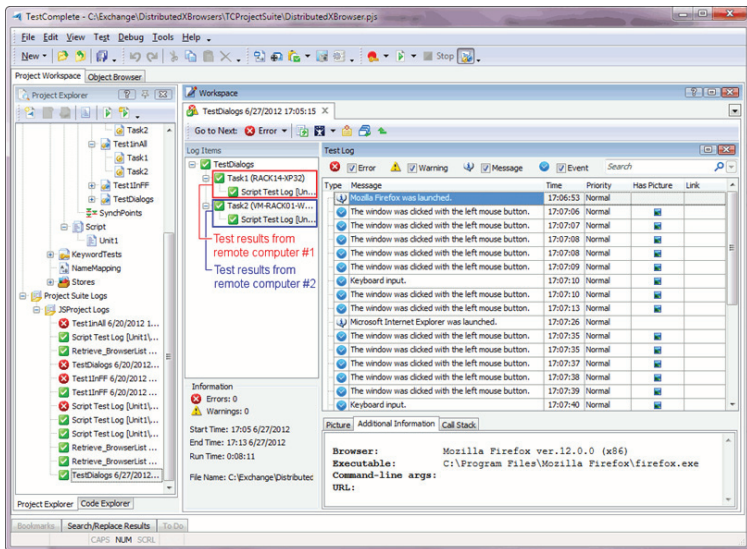 TestComplete - C:\Exchange\DistributedXBrowsers\TCProjectSuite\DistributedXBrowser.pjs
File Edit View Test Debug Tools Help
New Stop
Project Workspace Object Browser
Project Explorer
Task2
Test1inAll
Task1
Task2
Test1InFF
TestDialogs
SynchPoints
Script
Unit1
KeywordTests
NameMapping
Stores
Project Suite Logs
JSProject Logs
Test1inAll 6/20/2012 1...
Script Test Log [Unit1\...
Retrieve_BrowserList ...
TestDialogs 6/20/2012...
Test1InFF 6/20/2012 ...
Test1InFF 6/20/2012 ...
Script Test Log [Unit1\...
Script Test Log [Unit1\...
Script Test Log [Unit1\...
Retrieve_BrowserList ...
Retrieve_BrowserList ...
TestDialogs 6/27/2012...
Project Explorer Code Explorer
Workspace
TestDialogs 6/27/2012 17:05:15 X
Go to Next: Error
Log Items
TestDialogs
Task1 (RACK14-XP32)
Script Test Log [Un...
Task2 (VM-RACK01-W...
Script Test Log [Un...
Test results from
remote computer #1
Test results from
remote computer #2
Information
Errors: 0
Warnings: 0
Start Time: 17:05 6/27/2012
End Time: 17:13 6/27/2012
Run Time: 0:08:11
File Name: C:\Exchange\Distributed
Test Log
Error Warning Message Event Search
Type Message Time Priority Has Picture Link
Mozilla Firefox was launched. 17:06:53 Normal
The window was clicked with the left mouse button. 17:07:06 Normal
The window was clicked with the left mouse button. 17:07:07 Normal
The window was clicked with the left mouse button. 17:07:08 Normal
The window was clicked with the left mouse button. 17:07:08 Normal
The window was clicked with the left mouse button. 17:07:09 Normal
Keyboard input. 17:07:10 Normal
The window was clicked with the left mouse button. 17:07:10 Normal
The window was clicked with the left mouse button. 17:07:13 Normal
Microsoft Internet Explorer was launched. 17:07:26 Normal
The window was clicked with the left mouse button. 17:07:35 Normal
The window was clicked with the left mouse button. 17:07:35 Normal
The window was clicked with the left mouse button. 17:07:37 Normal
The window was clicked with the left mouse button. 17:07:38 Normal
The window was clicked with the left mouse button. 17:07:39 Normal
Keyboard input. 17:07:40 Normal
Picture Additional Information Call Stack
Browser: Mozilla Firefox ver.12.0.0 (x86)
Executable: C:\Program Files\Mozilla Firefox\firefox.exe
Command-line args:
URL:
Bookmarks Search/Replace Results To Do
CAPS NUM SCRL